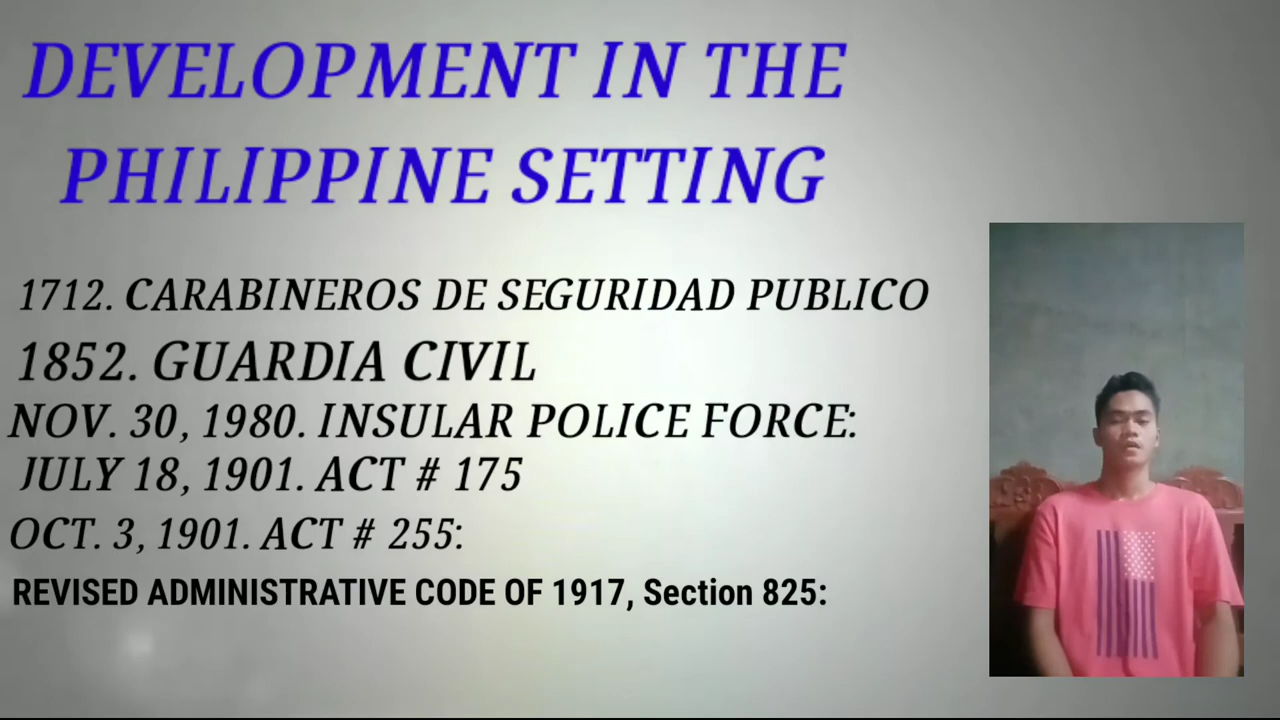 DEVELOPMENT IN THE
PHILIPPINE SETTING
1712. CARABINEROS DE SEGURIDAD PUBLICO
1852. GUARDIA CIVIL
NOV. 30, 1980. INSULAR POLICE FORCE:
JULY 18, 1901. ACT # 175
OCT. 3, 1901. ACT # 255:
REVISED ADMINISTRATIVE CODE OF 1917, Section 825: